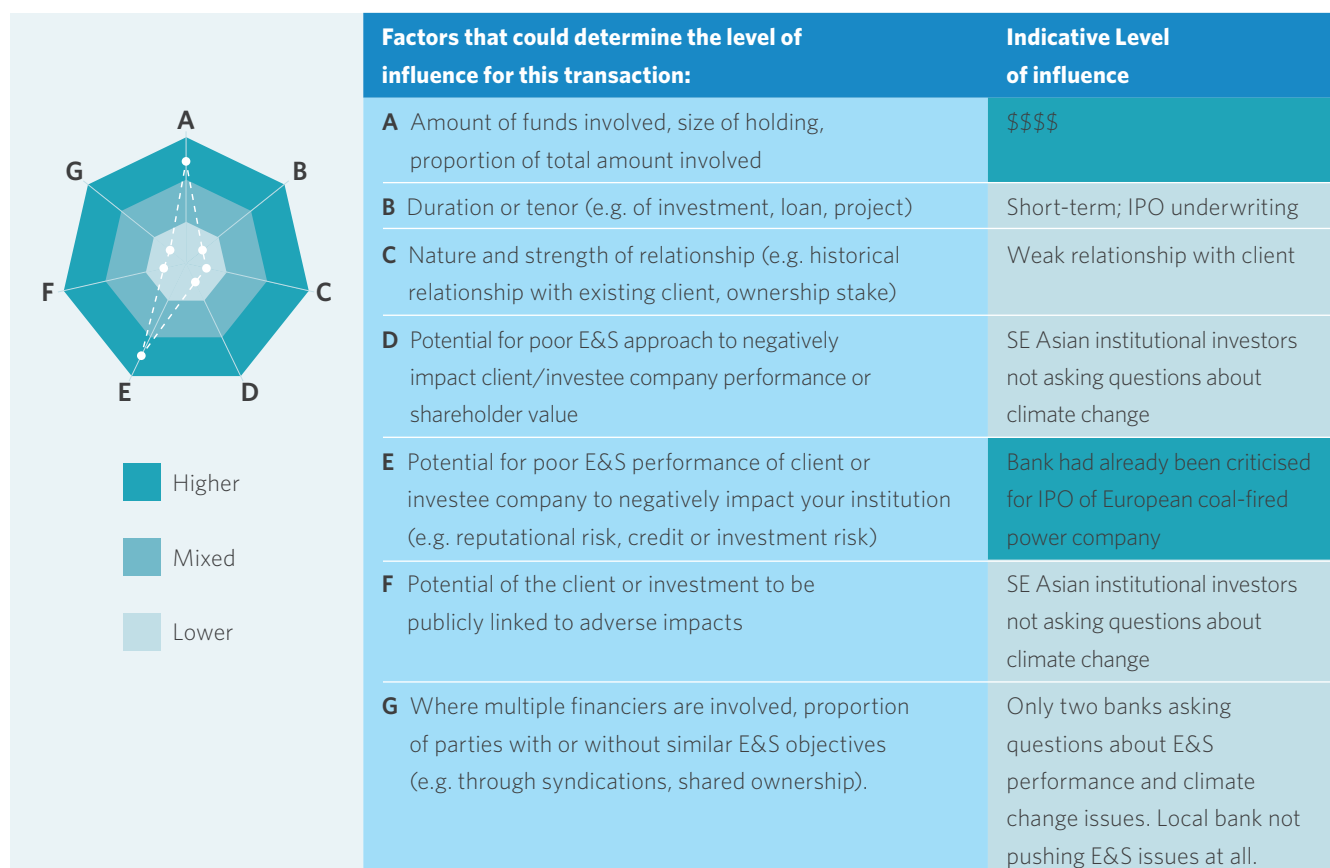 A
B
C
D
E
F
G
Higher
Mixed
Lower
Factors that could determine the level of
influence for this transaction:
Indicative Level
of influence
A Amount of funds involved, size of holding,
proportion of total amount involved
$$$$
B Duration or tenor (e.g. of investment, loan, project)
Short-term; IPO underwriting
C Nature and strength of relationship (e.g. historical
relationship with existing client, ownership stake)
Weak relationship with client
D Potential for poor E&S approach to negatively
impact client/investee company performance or
shareholder value
SE Asian institutional investors
not asking questions about
climate change
E Potential for poor E&S performance of client or
investee company to negatively impact your institution
(e.g. reputational risk, credit or investment risk)
Bank had already been criticised
for IPO of European coal-fired
power company
F Potential of the client or investment to be
publicly linked to adverse impacts
SE Asian institutional investors
not asking questions about
climate change
G Where multiple financiers are involved, proportion
of parties with or without similar E&S objectives
(e.g. through syndications, shared ownership).
Only two banks asking
questions about E&S
performance and climate
change issues. Local bank not
pushing E&S issues at all.